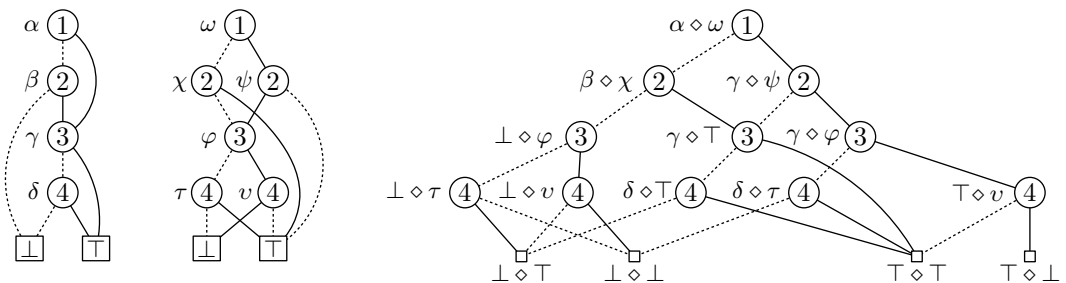 α 1 ω 1 α ⋄ ω 1
β 2 χ 2 ψ 2 β ⋄ χ 2 γ ⋄ ψ 2
γ 3 φ 3 ⊥ ⋄ φ 3 γ ⋄ ⊤ 3 γ ⋄ φ 3
δ 4 τ 4 υ 4 ⊥ ⋄ τ 4 ⊥ ⋄ υ 4 δ ⋄ ⊤ 4 δ ⋄ τ 4 ⊤ ⋄ υ 4
⊥ ⊤ ⊥ ⊤
⊥ ⋄ ⊤ ⊥ ⋄ ⊥ ⊤ ⋄ ⊤ ⊤ ⋄ ⊥